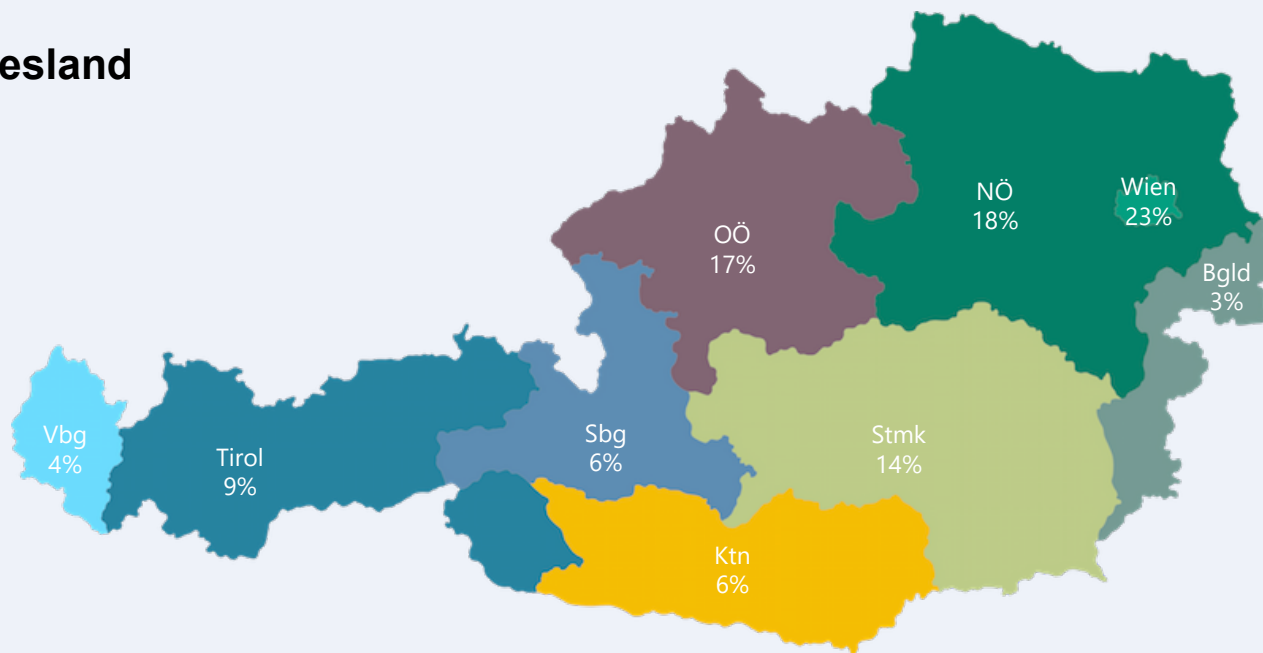 esland
NÖ
18%
Wien
23%
OÖ
17%
Bgld
3%
Vbg
4%
Tirol
9%
Sbg
6%
Stmk
14%
Ktn
6%